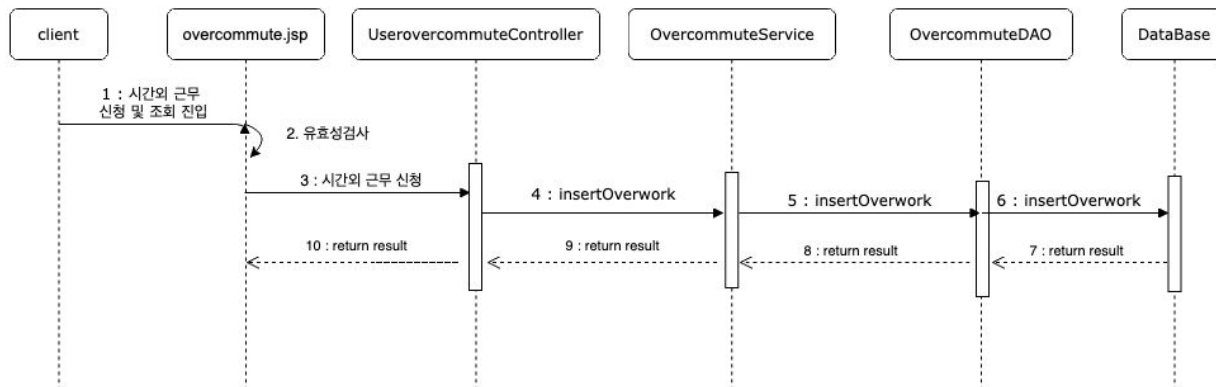 client
overcommute.jsp
UserovercommuteController
OvercommuteService
OvercommuteDAO
DataBase
1 : 시간외 근무
신청 및 조회 진입
2. 유효성검사
3 : 시간외 근무 신청
4 : insertOverwork
5 : insertOverwork
6 : insertOverwork
10 : return result
9 : return result
8 : return result
7 : return result